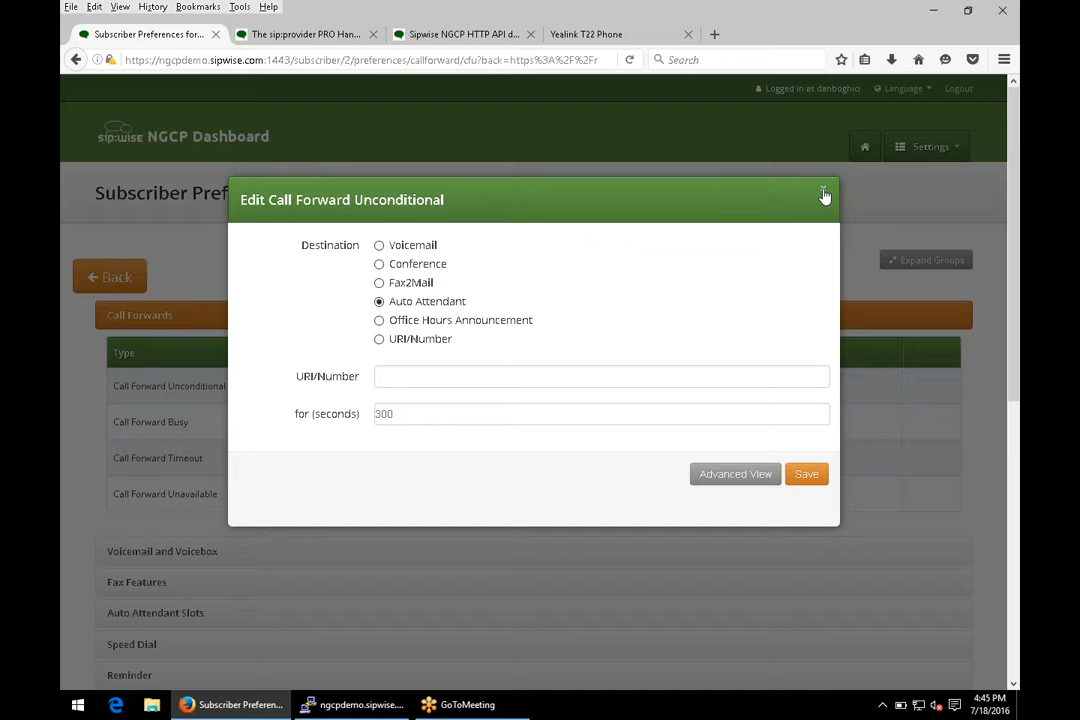 File Edit View History Bookmarks Tools Help
Subscriber Preferences for...
The sip:provider PRO Han...
Sipwise NGCP HTTP API d...
Yealink T22 Phone
https://ngcpdemo.sipwise.com:1443/subscriber/2/preferences/callforward/cfu?back=https%3A%2F%2Fr
Search
Logged in as danboghici Language Logout
sip:wise NGCP Dashboard
Settings
Subscriber Pref
Edit Call Forward Unconditional
Destination
Voicemail
Conference
Fax2Mail
Auto Attendant
Office Hours Announcement
URI/Number
URI/Number
for (seconds) 300
Advanced View Save
Back
Expand Groups
Call Forwards
Type
Call Forward Unconditional
Call Forward Busy
Call Forward Timeout
Call Forward Unavailable
Voicemail and Voicebox
Fax Features
Auto Attendant Slots
Speed Dial
Reminder
Subscriber Preferen...
ngcpdemo.sipwise....
GoToMeeting
4:45 PM
7/18/2016